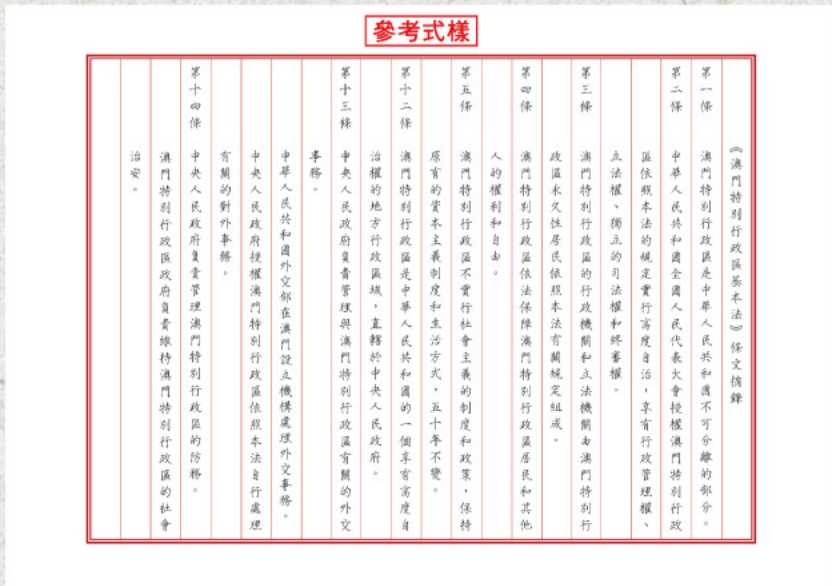 參考式樣
《澳門特別行政區基本法》條文摘錄
第一條 澳門特別行政區是中華人民共和國不可分離的部分。
第二條 中華人民共和國全國人民代表大會授權澳門特別行政
區依照本法的規定實行高度自治，享有行政管理權、
立法權、獨立的司法權和終審權。
第三條 澳門特別行政區的行政機關和立法機關由澳門特別行
政區永久性居民依照本法有關規定組成。
第四條 澳門特別行政區依法保障澳門特別行政區居民和其他
人的權利和自由。
第五條 澳門特別行政區不實行社會主義的制度和政策，保持
原有的資本主義制度和生活方式，五十年不變。
第十二條 澳門特別行政區是中華人民共和國的一個享有高度自
治權的地方行政區域，直轄於中央人民政府。
第十三條 中央人民政府負責管理與澳門特別行政區有關的外交
事務。
中華人民共和國外交部在澳門設立機構處理外交事務。
中央人民政府授權澳門特別行政區依照本法自行處理
有關的對外事務。
第十四條 中央人民政府負責管理澳門特別行政區的防務。
澳門特別行政區政府負責維持澳門特別行政區的社會
治安。